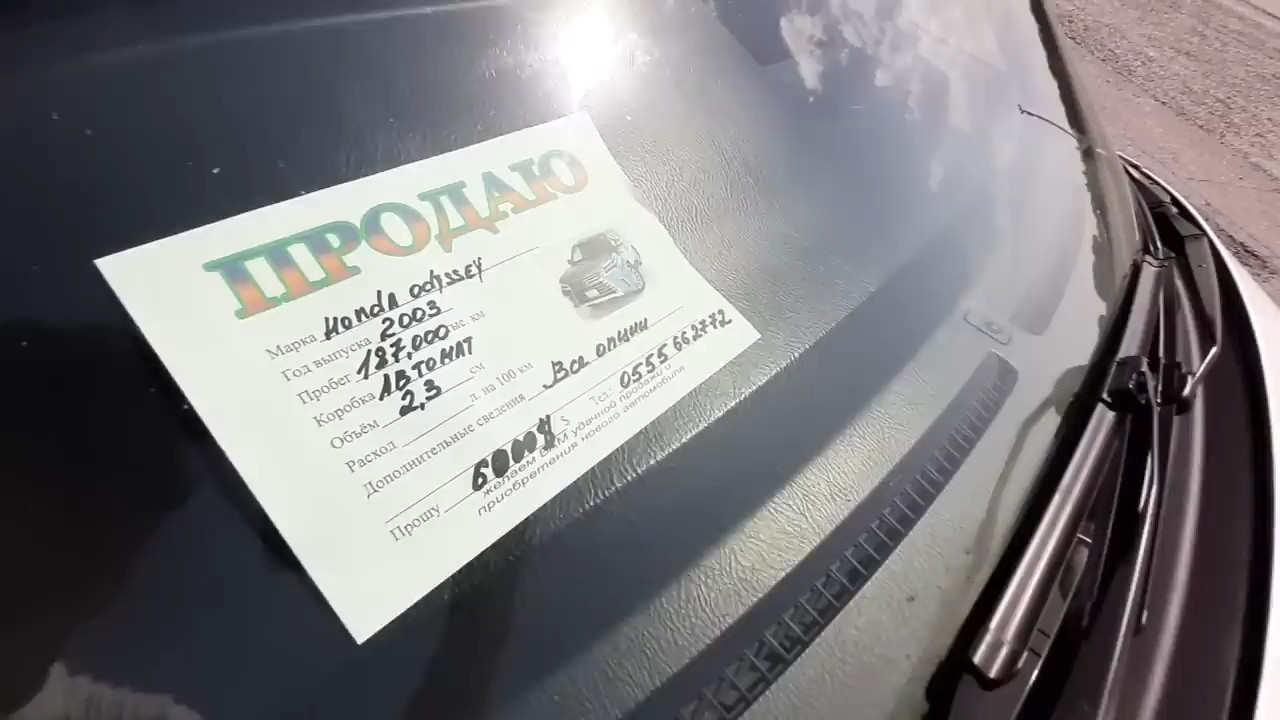 ПРОДАЮ
Марка Honda odyssey
Год выпуска 2003
Пробег 187,000 тыс. км
Коробка АВТОМАТ
Объём 2,3 см
Расход л. на 100 км
Дополнительные сведения Все опции
Прошу 6000$ $ Тел.: 0555 662772
желаем ВАМ удачной продажи и
приобретения нового автомобиля